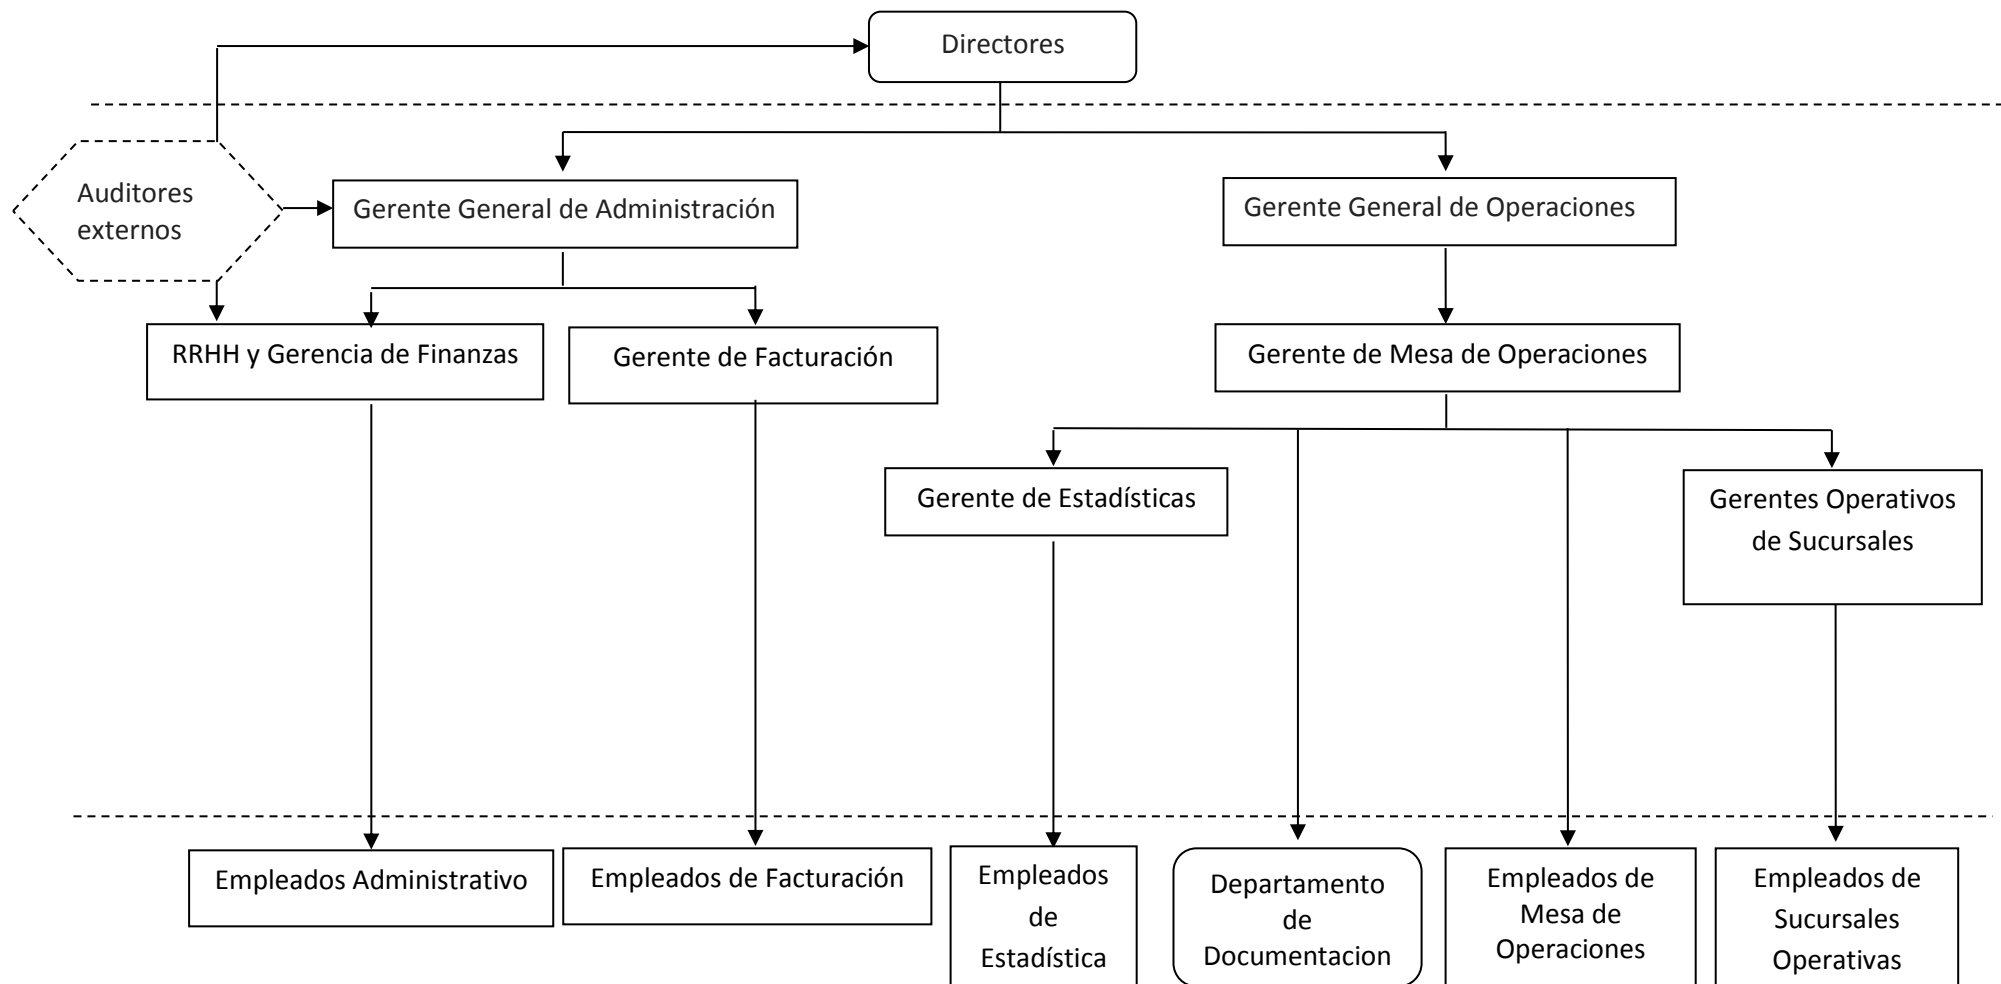 Directores
Auditores
externos
Gerente General de Administración
Gerente General de Operaciones
RRHH y Gerencia de Finanzas
Gerente de Facturación
Gerente de Mesa de Operaciones
Gerente de Estadísticas
Gerentes Operativos
de Sucursales
Empleados Administrativo
Empleados de Facturación
Empleados
de
Estadística
Departamento
de
Documentacion
Empleados de
Mesa de
Operaciones
Empleados de
Sucursales
Operativas